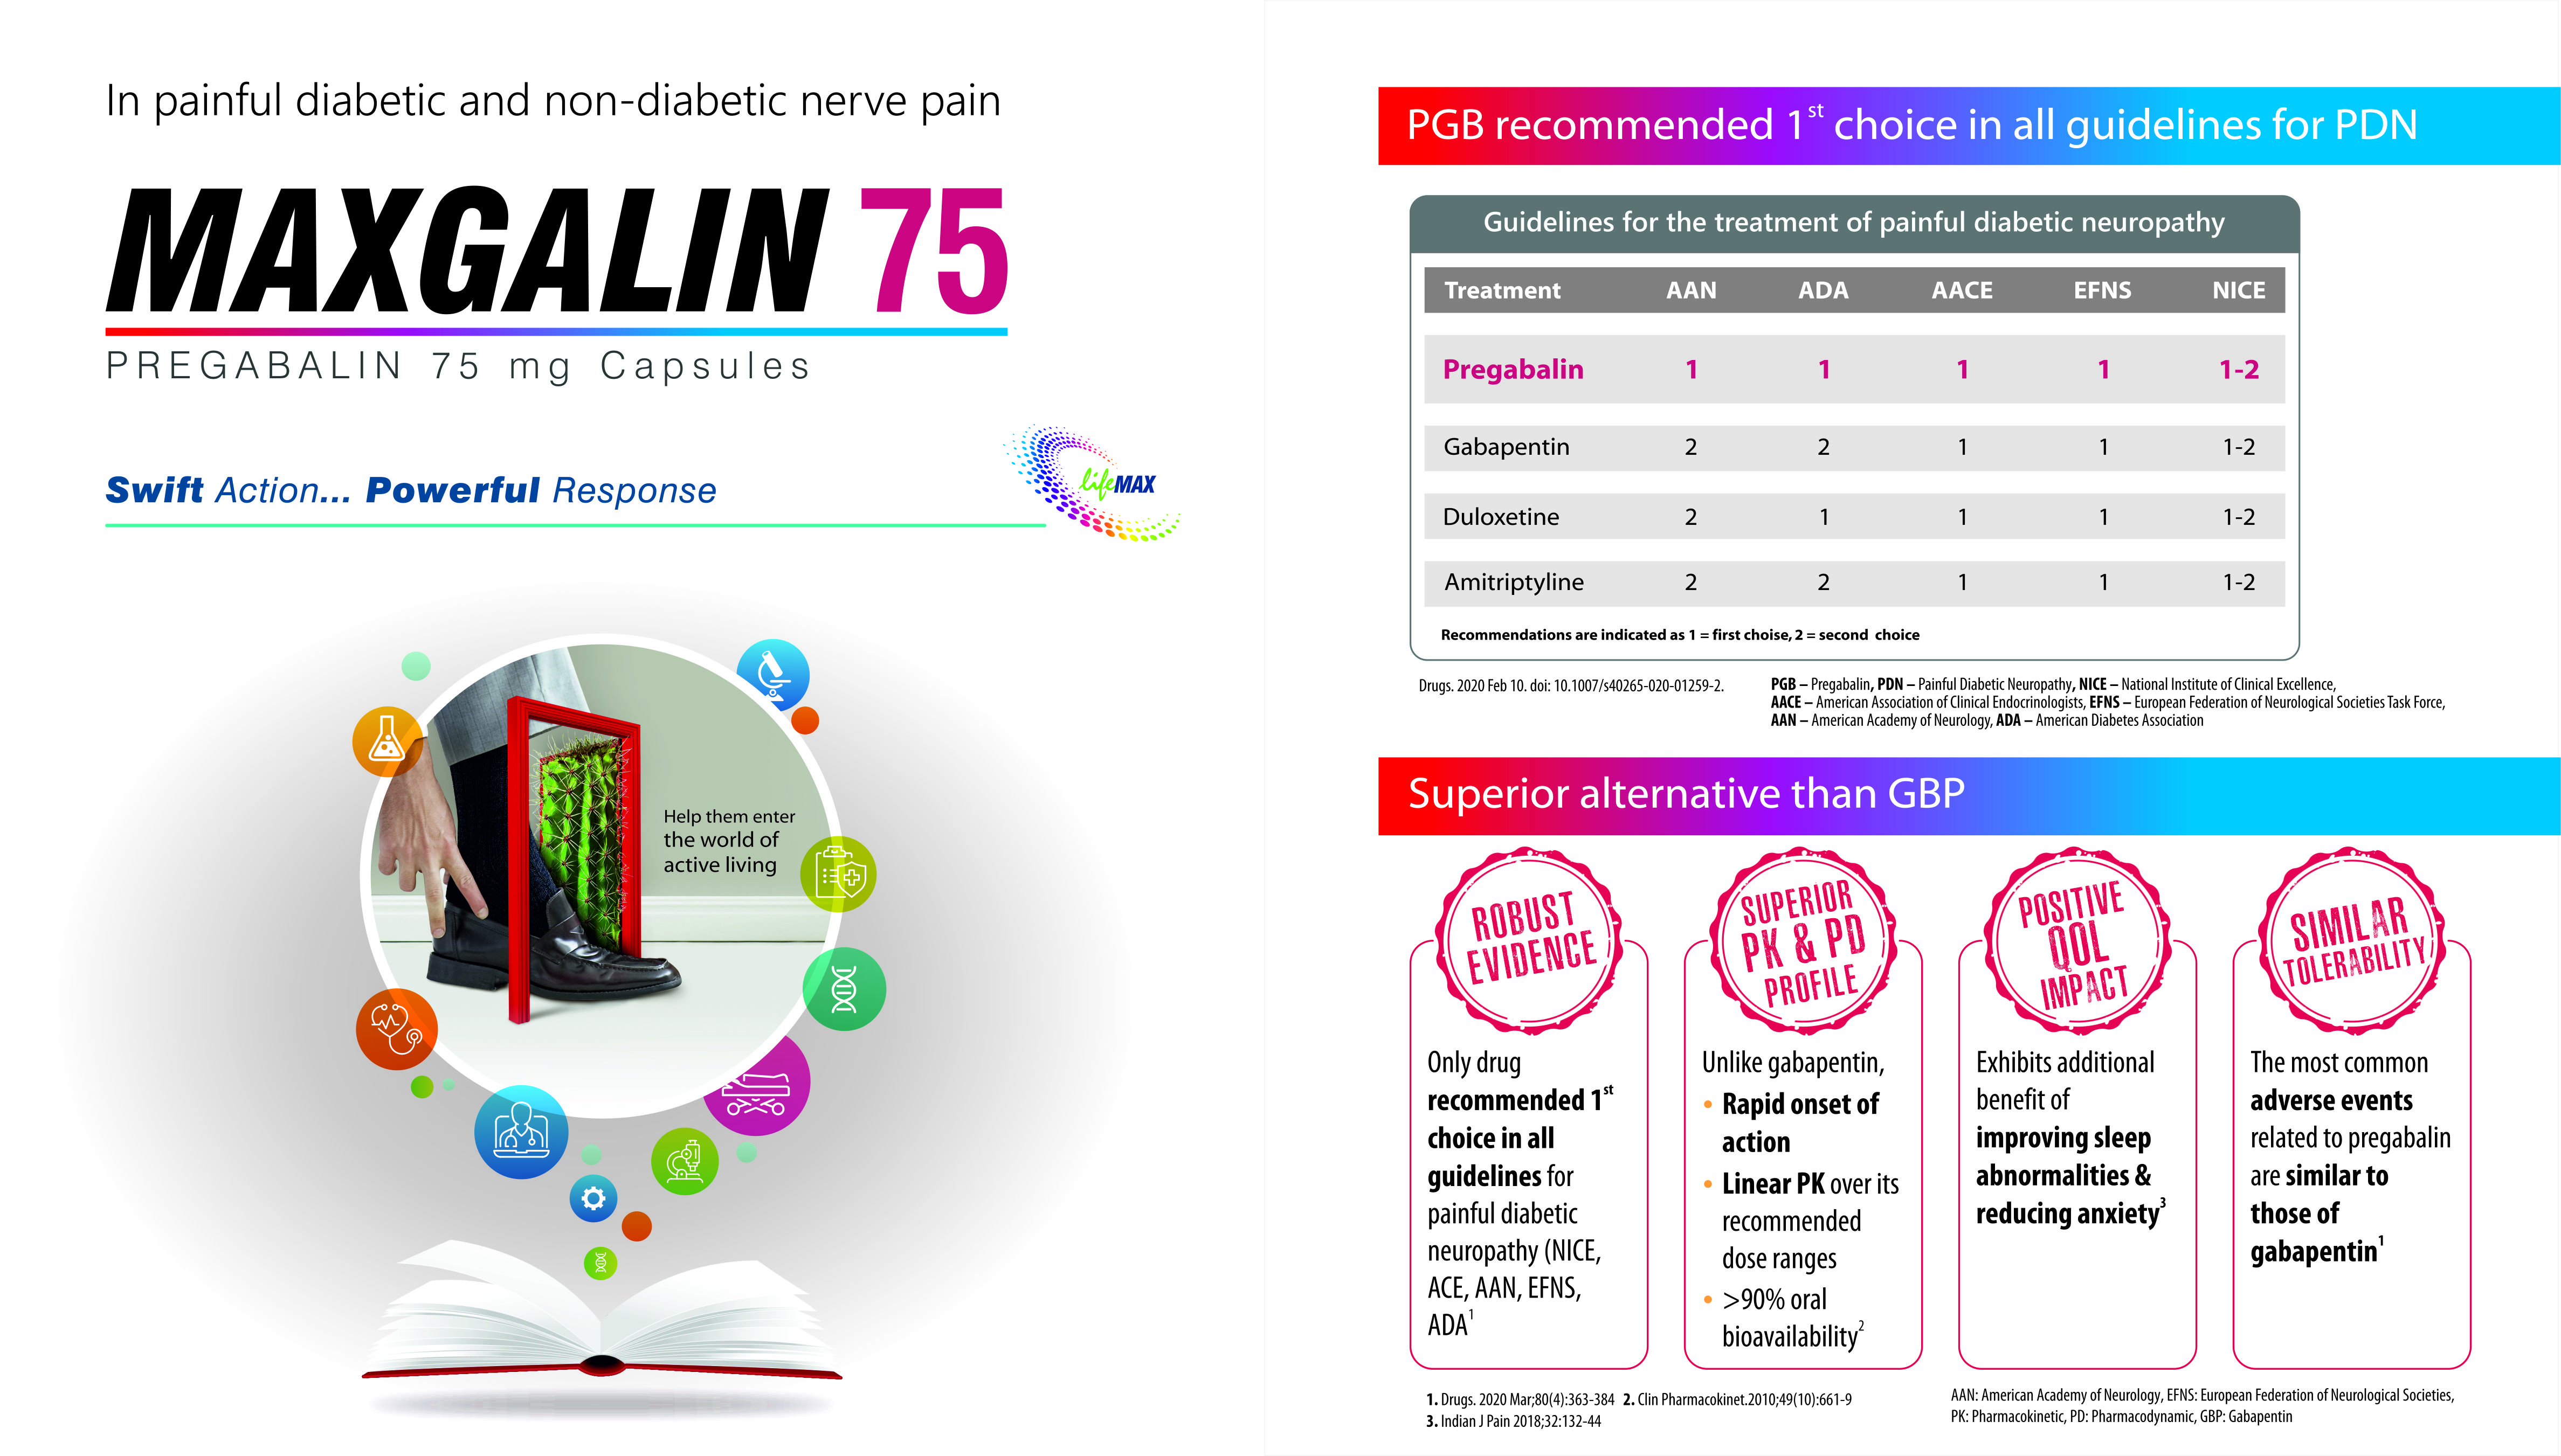 In painful diabetic and non-diabetic nerve pain
MAXGALIN 75
PREGABALIN 75 mg Capsules
Swift Action... Powerful Response
lifeMAX
Help them enter
the world of
active living
PGB recommended 1st choice in all guidelines for PDN
Guidelines for the treatment of painful diabetic neuropathy
Treatment AAN ADA AACE EFNS NICE
Pregabalin 1 1 1 1 1-2
Gabapentin 2 2 1 1 1-2
Duloxetine 2 1 1 1 1-2
Amitriptyline 2 2 1 1 1-2
Recommendations are indicated as 1 = first choise, 2 = second choice
Drugs. 2020 Feb 10. doi: 10.1007/s40265-020-01259-2.
PGB – Pregabalin, PDN – Painful Diabetic Neuropathy, NICE – National Institute of Clinical Excellence,
AACE – American Association of Clinical Endocrinologists, EFNS – European Federation of Neurological Societies Task Force,
AAN – American Academy of Neurology, ADA – American Diabetes Association
Superior alternative than GBP
ROBUST
EVIDENCE
Only drug
recommended 1st
choice in all
guidelines for
painful diabetic
neuropathy (NICE,
ACE, AAN, EFNS,
ADA1
SUPERIOR
PK & PD
PROFILE
Unlike gabapentin,
• Rapid onset of
action
• Linear PK over its
recommended
dose ranges
• >90% oral
bioavailability2
POSITIVE
QOL
IMPACT
Exhibits additional
benefit of
improving sleep
abnormalities &
reducing anxiety3
SIMILAR
TOLERABILITY
The most common
adverse events
related to pregabalin
are similar to
those of
gabapentin1
1. Drugs. 2020 Mar;80(4):363-384 2. Clin Pharmacokinet.2010;49(10):661-9
3. Indian J Pain 2018;32:132-44
AAN: American Academy of Neurology, EFNS: European Federation of Neurological Societies,
PK: Pharmacokinetic, PD: Pharmacodynamic, GBP: Gabapentin